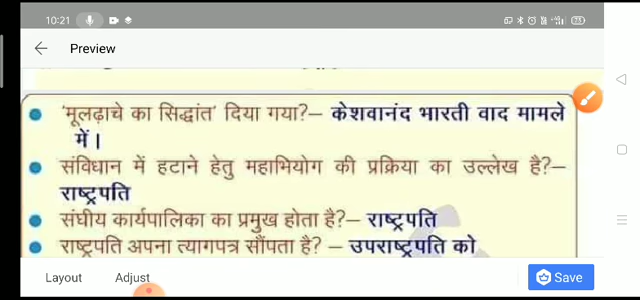 10:21
Preview
'मूलढ़ाचे का सिद्धांत' दिया गया?– केशवानंद भारती वाद मामले
में।
संविधान में हटाने हेतु महाभियोग की प्रक्रिया का उल्लेख है?–
राष्ट्रपति
संघीय कार्यपालिका का प्रमुख होता है?– राष्ट्रपति
राष्ट्रपति अपना त्यागपत्र सौंपता है? – उपराष्ट्रपति को
Layout Adjust Save